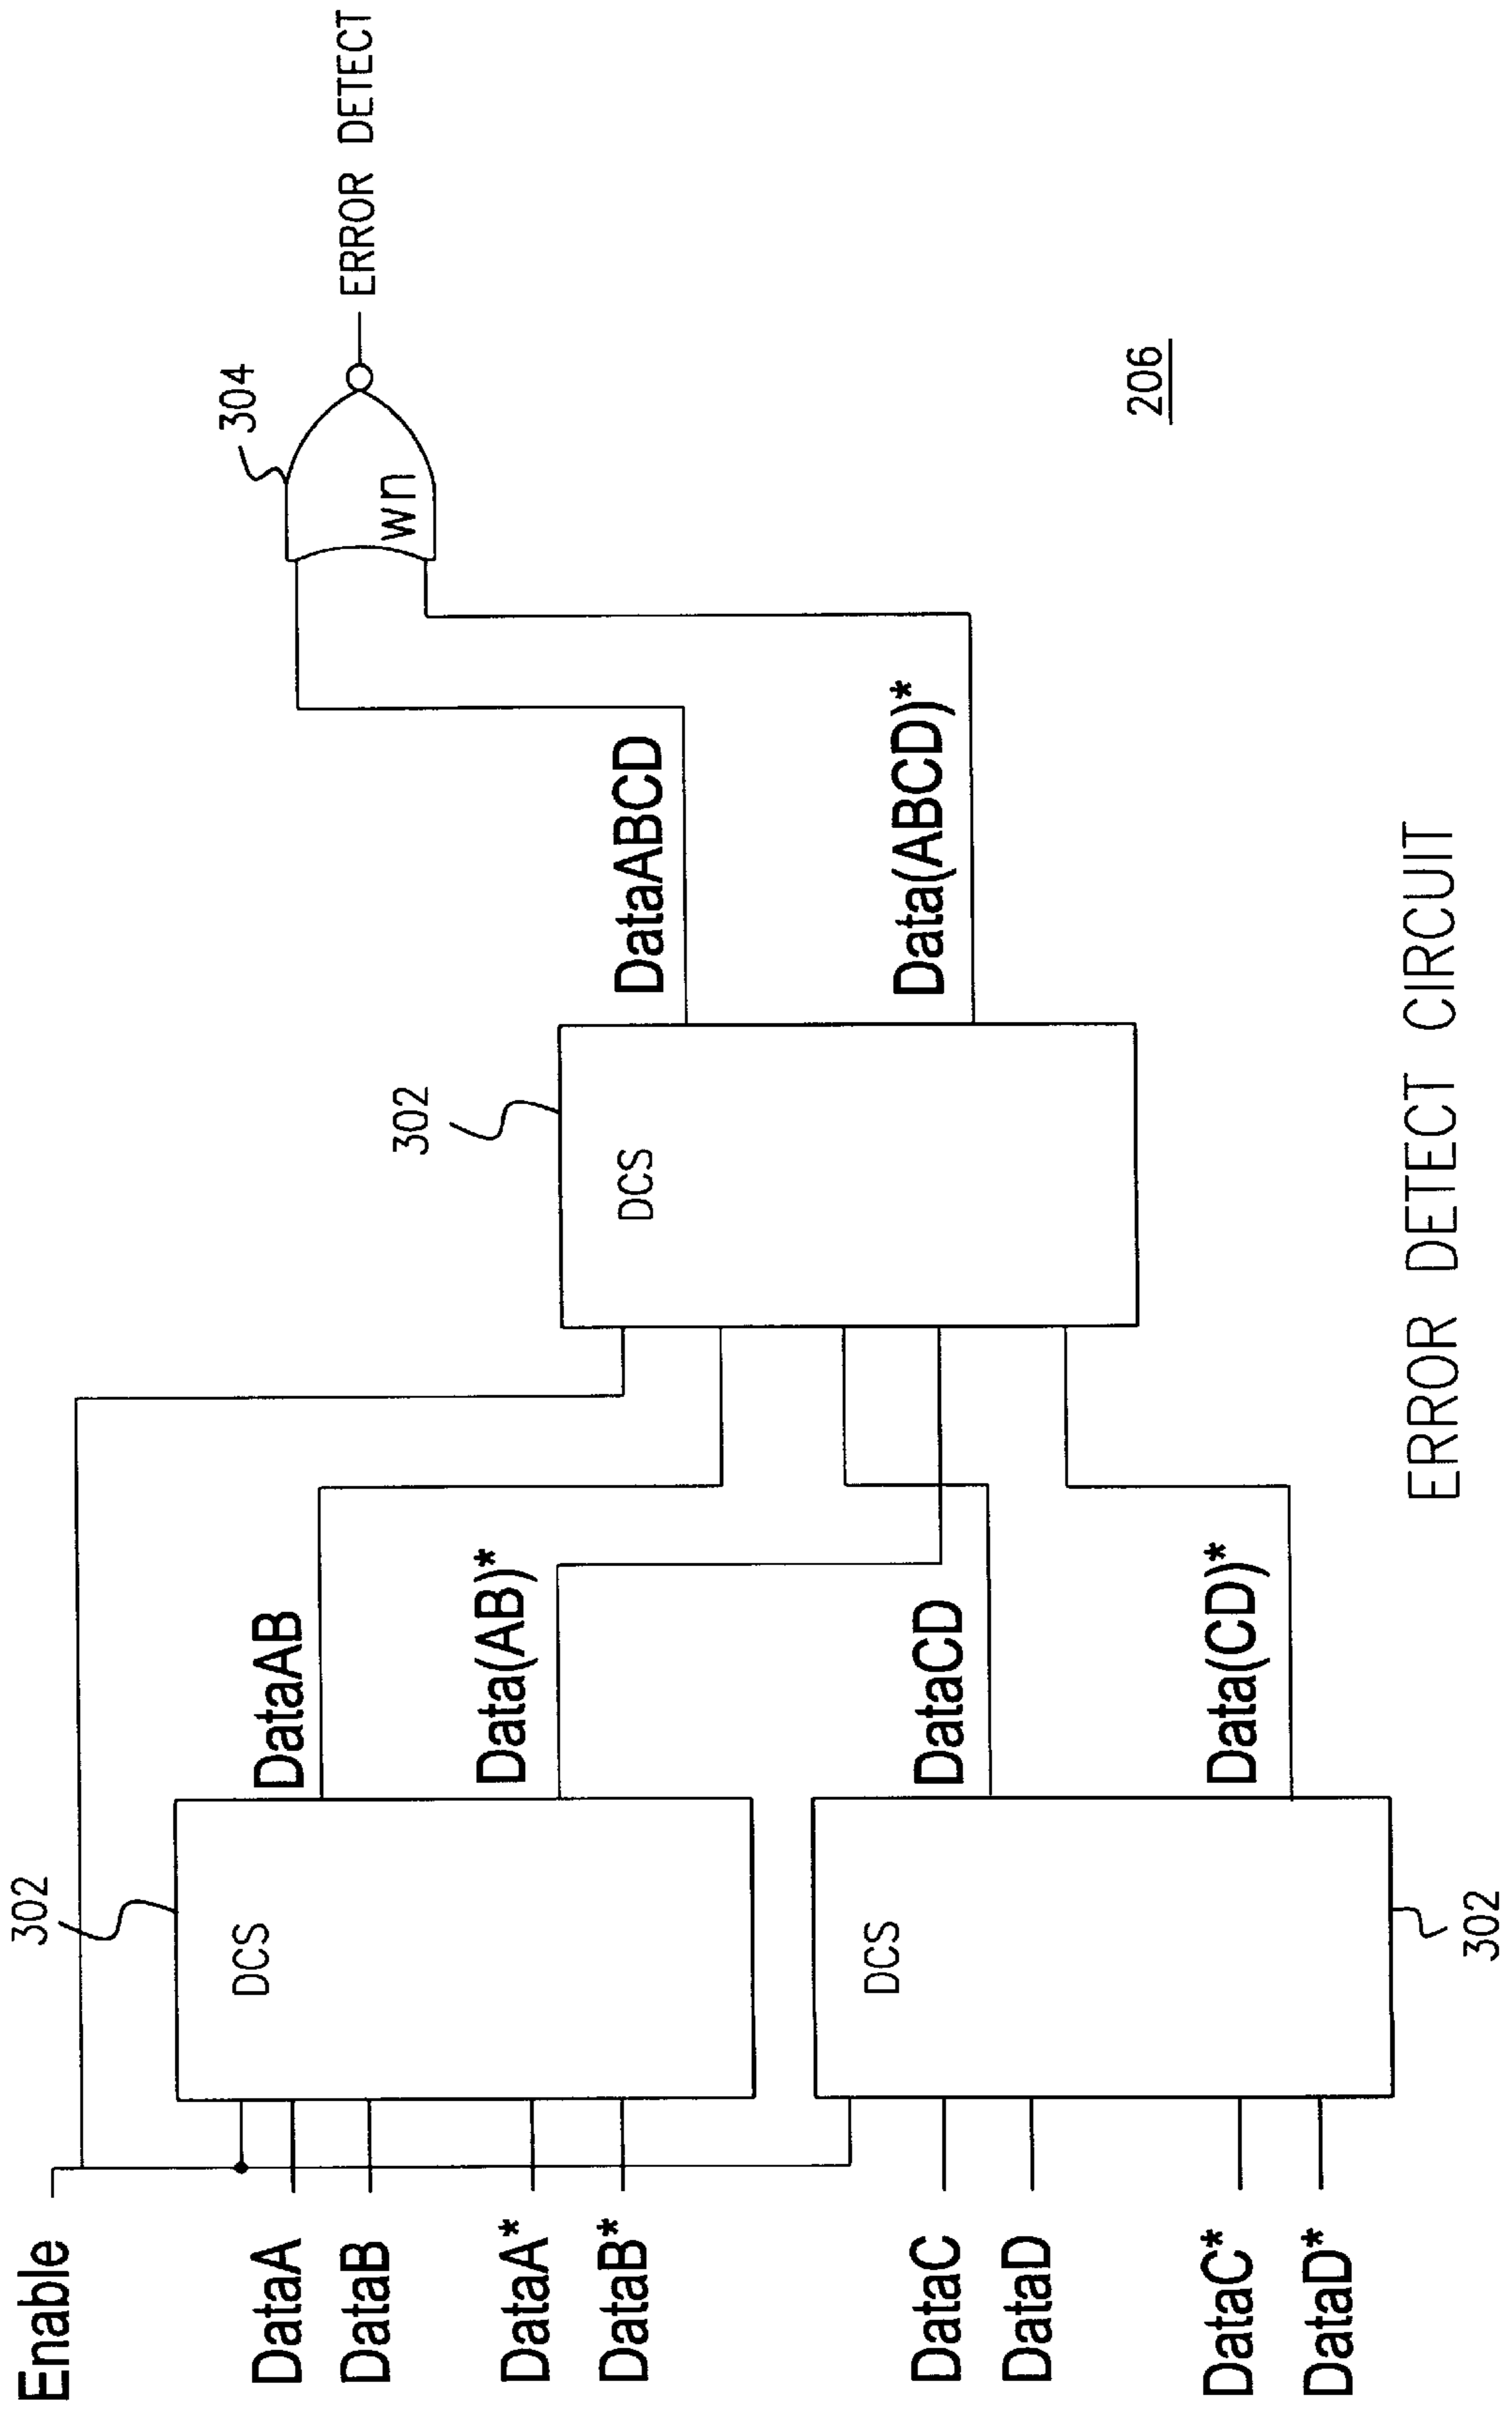 Enable
302
DCS
DataA
DataB
DataA*
DataB*
DataAB
Data(AB)*
DCS
302
DataC
DataD
DataC*
DataD*
DataCD
Data(CD)*
302
DCS
DataABCD
Data(ABCD)*
304
wn
ERROR DETECT
206
ERROR DETECT CIRCUIT